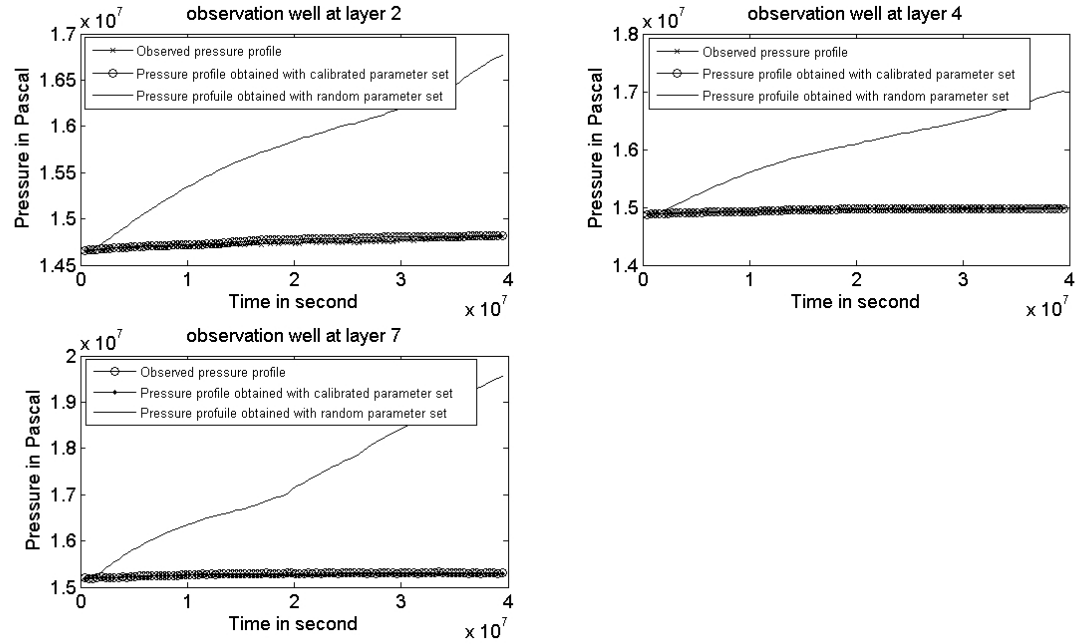 observation well at layer 2
x 10^7
1.7
1.65
1.6
1.55
1.5
1.45
Pressure in Pascal
Observed pressure profile
Pressure profile obtained with calibrated parameter set
Pressure profuile obtained with random parameter set
0 1 2 3 4
Time in second
x 10^7
observation well at layer 4
x 10^7
1.8
1.7
1.6
1.5
1.4
Pressure in Pascal
Observed pressure profile
Pressure profile obtained with calibrated parameter set
Pressure profuile obtained with random parameter set
0 1 2 3 4
Time in second
x 10^7
observation well at layer 7
x 10^7
2
1.9
1.8
1.7
1.6
1.5
Pressure in Pascal
Observed pressure profile
Pressure profile obtained with calibrated parameter set
Pressure profuile obtained with random parameter set
0 1 2 3 4
Time in second
x 10^7